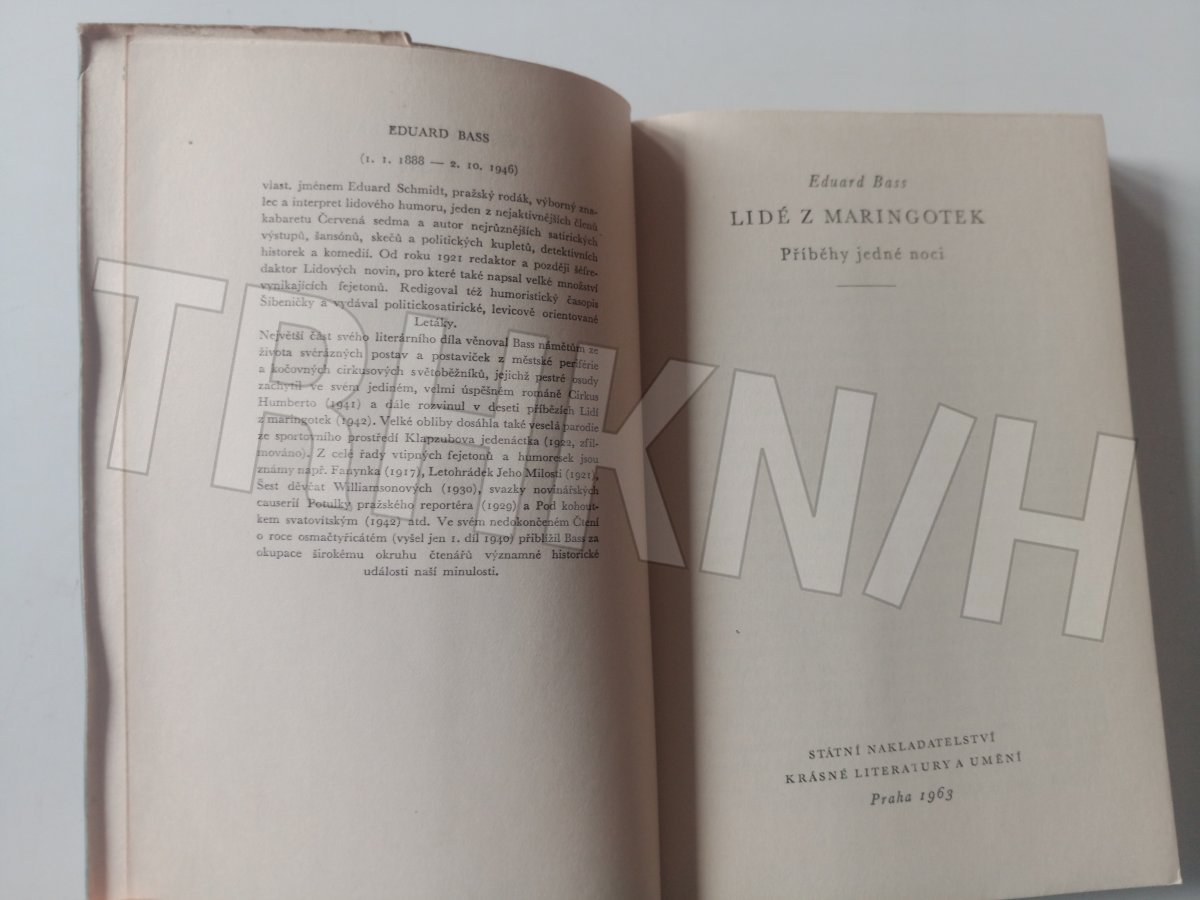 EDUARD BASS
(1. 1. 1888 — 2. 10. 1946)
vlast. jménem Eduard Schmidt, pražský rodák, výborný zna-
lec a interpret lidového humoru, jeden z nejaktivnějších členů
kabaretu Červená sedma a autor nejrůznějších satirických
výstupů, šansónů, skečů a politických kupletů, detektivních
historek a komedií. Od roku 1921 redaktor a později šéfre-
daktor Lidových novin, pro které také napsal velké množství
vynikajících fejetonů. Redigoval též humoristický časopis
Šibeničky a vydával politickosatirické, levicově orientované
Letáky.
Největší část svého literárního díla věnoval Bass námětům ze
života svérázných postav a postaviček z městské periférie
a kočovných cirkusových světoběžníků, jejichž pestré osudy
zachytil ve svém jediném, velmi úspěšném románě Cirkus
Humberto (1941) a dále rozvinul v deseti příbězích Lidí
z maringotek (1942). Velké obliby dosáhla také veselá parodie
ze sportovního prostředí Klapzubova jedenáctka (1922, zfil-
mováno). Z celé řady vtipných fejetonů a humoresek jsou
známy např. Fanynka (1917), Letohrádek Jeho Milosti (1921),
Šest děvčat Williamsonových (1930), svazky novinářských
causerií Potulky pražského reportéra (1929) a Pod kohout-
kem svatovítským (1942) atd. Ve svém nedokončeném Čtení
o roce osmačtyřicátém (vyšel jen 1. díl 1940) přiblížil Bass za
okupace širokému okruhu čtenářů významné historické
události naší minulosti.
Eduard Bass
LIDÉ Z MARINGOTEK
Příběhy jedné noci
STÁTNÍ NAKLADATELSTVÍ
KRÁSNÉ LITERATURY A UMĚNÍ
Praha 1963
TRHKN/H